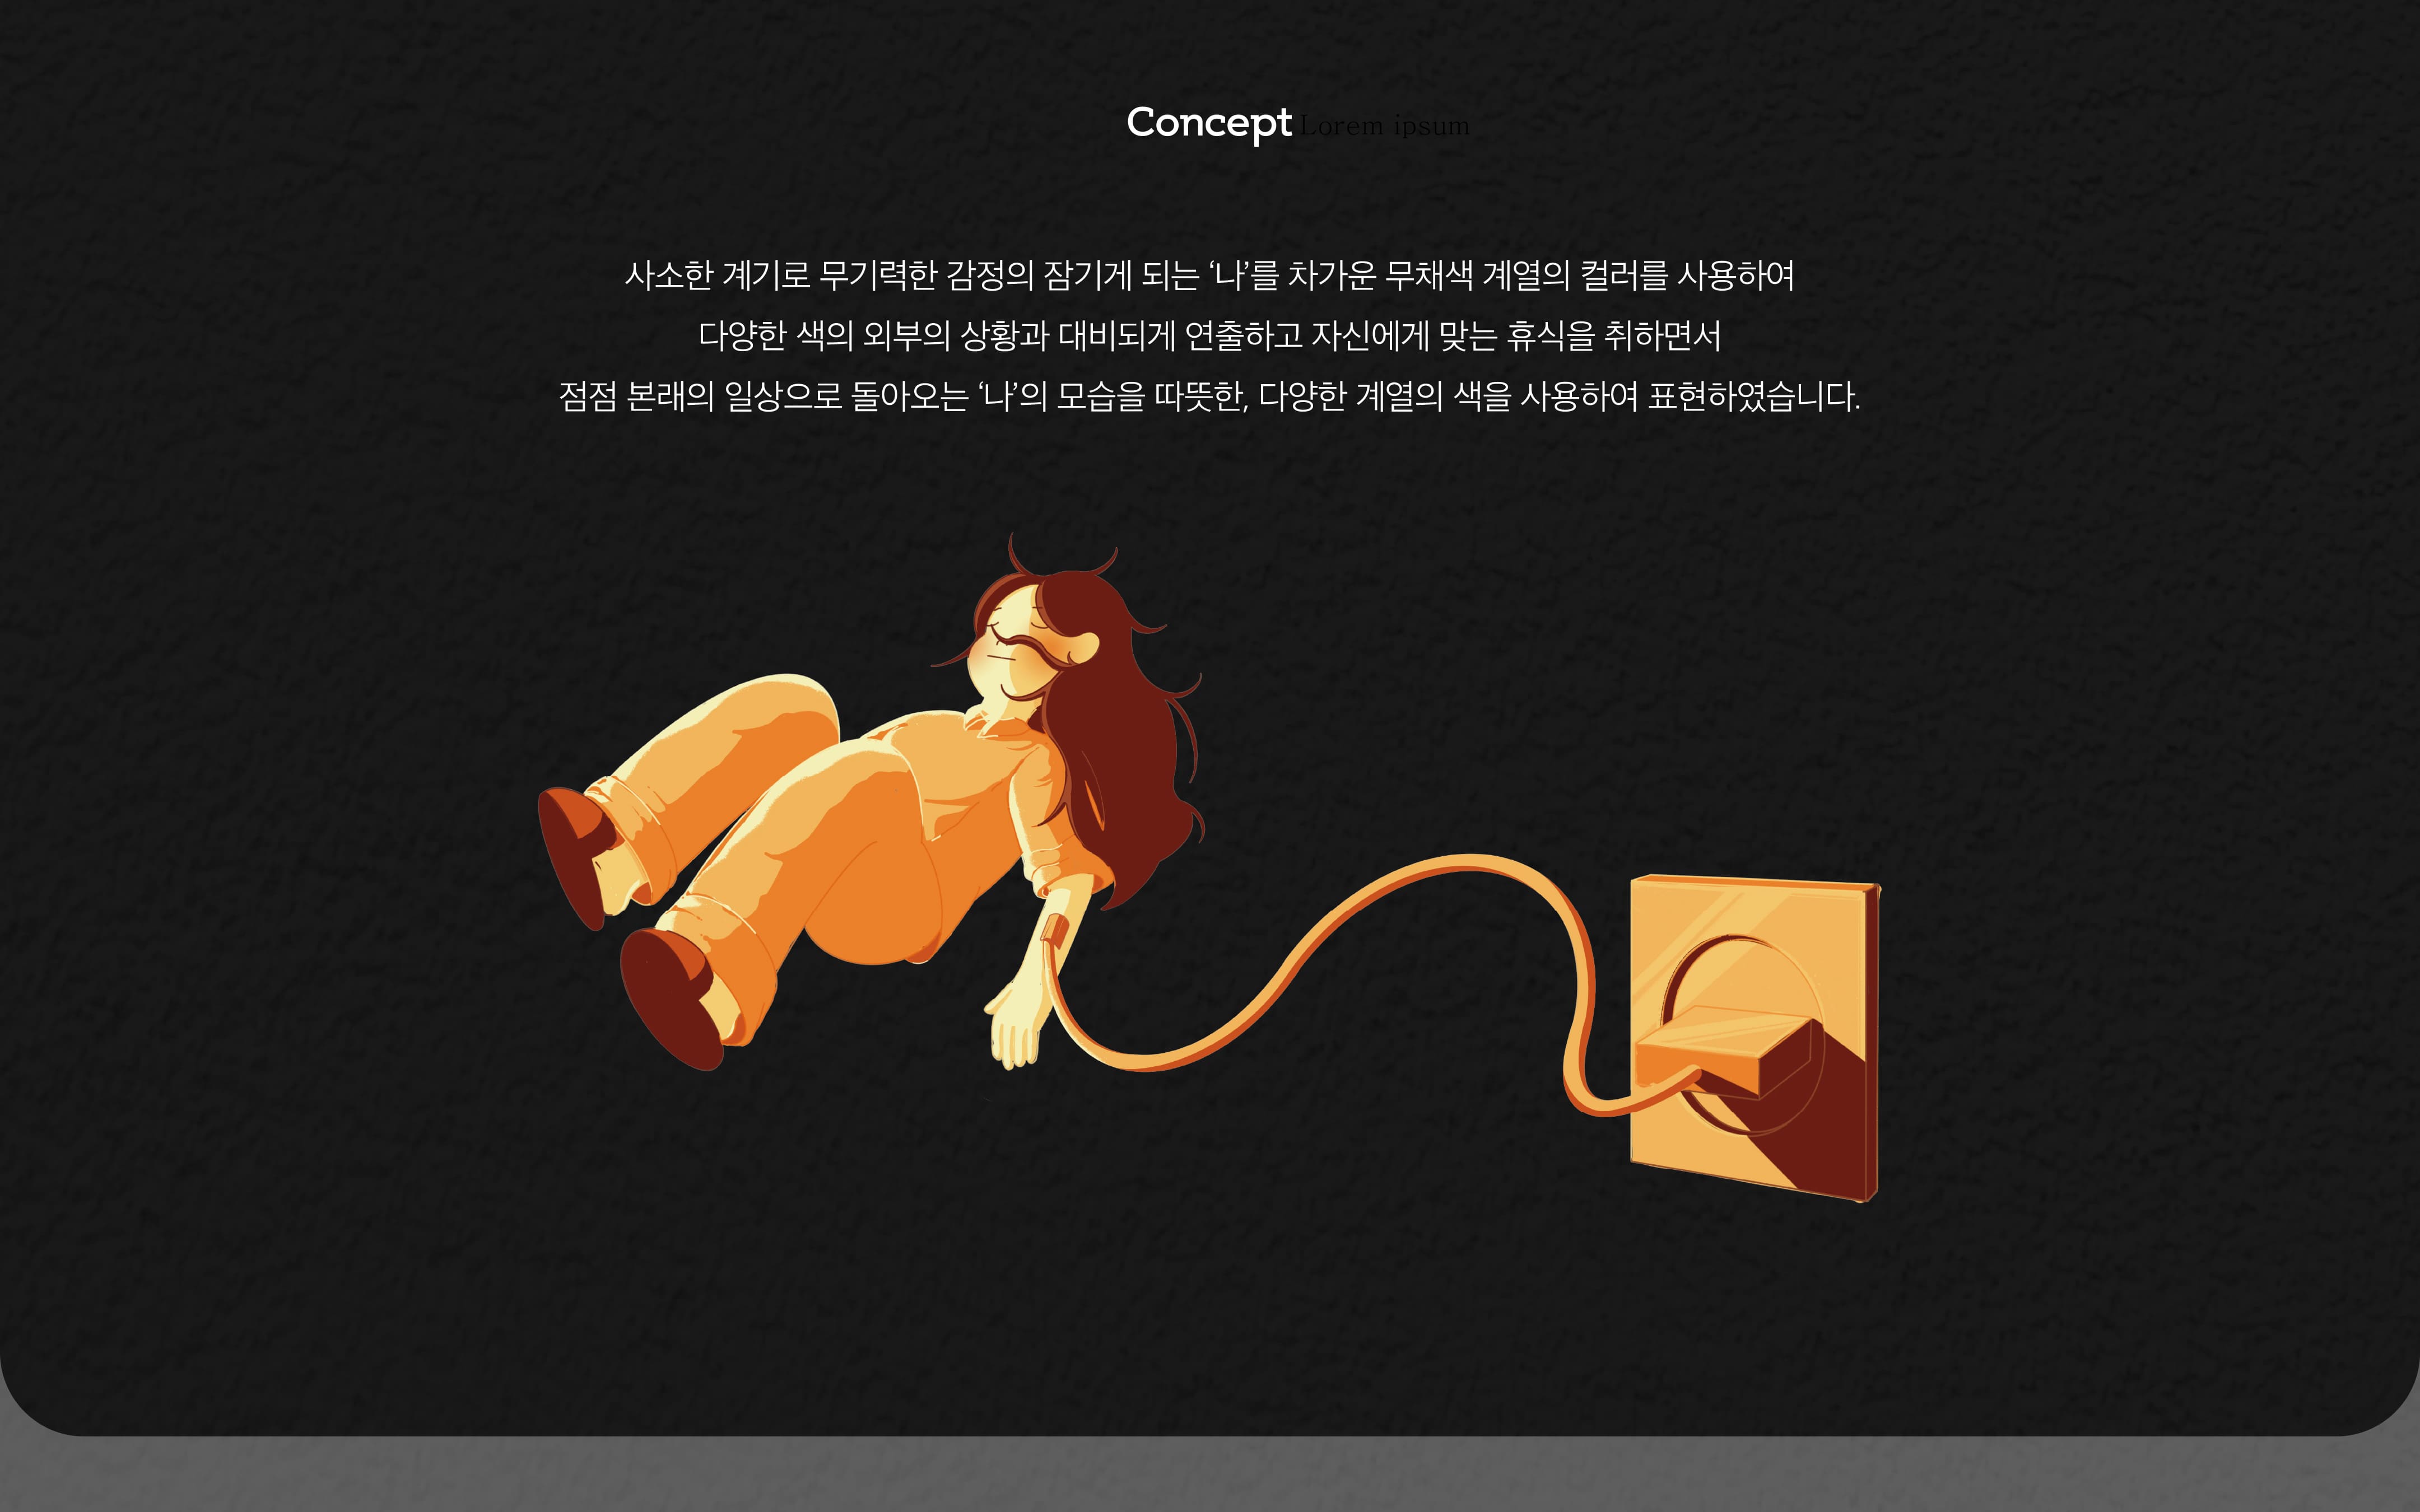 Concept Lorem ipsum
사소한 계기로 무기력한 감정의 잠기게 되는 ‘나’를 차가운 무채색 계열의 컬러를 사용하여
다양한 색의 외부의 상황과 대비되게 연출하고 자신에게 맞는 휴식을 취하면서
점점 본래의 일상으로 돌아오는 ‘나’의 모습을 따뜻한, 다양한 계열의 색을 사용하여 표현하였습니다.